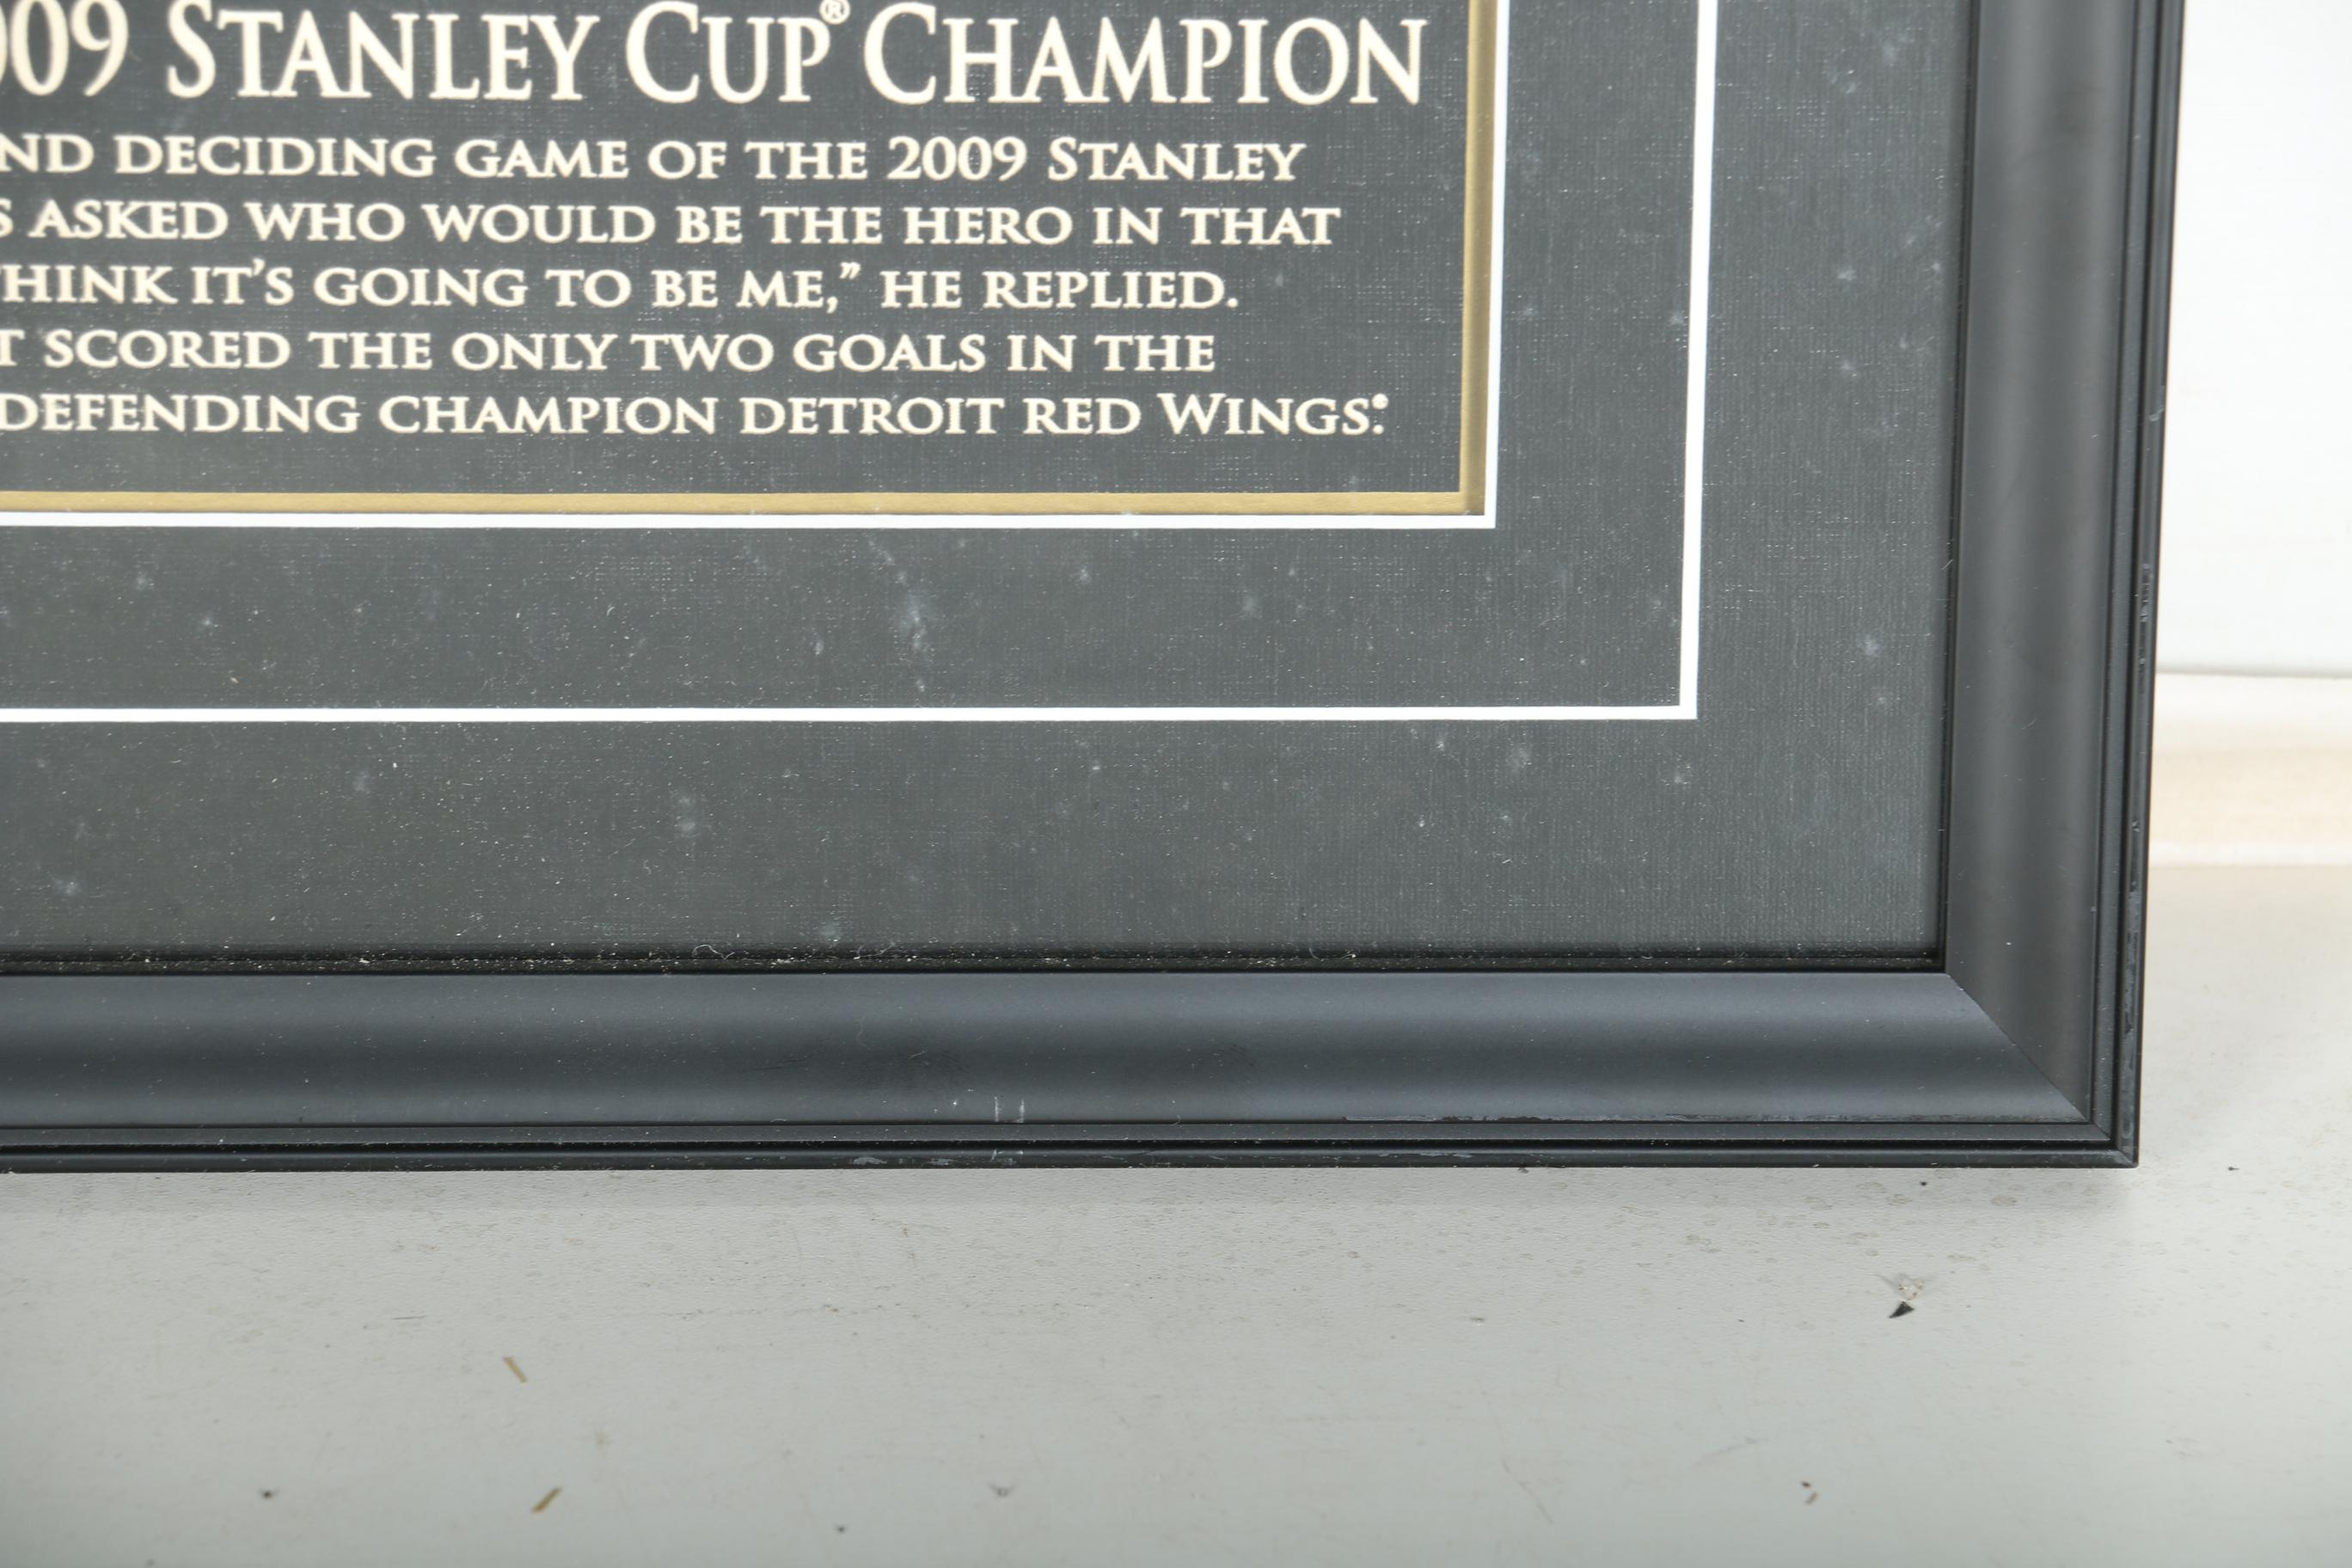 009 STANLEY CUP® CHAMPION
ND DECIDING GAME OF THE 2009 STANLEY
S ASKED WHO WOULD BE THE HERO IN THAT
HINK IT'S GOING TO BE ME,” HE REPLIED.
T SCORED THE ONLY TWO GOALS IN THE
DEFENDING CHAMPION DETROIT RED WINGS.®